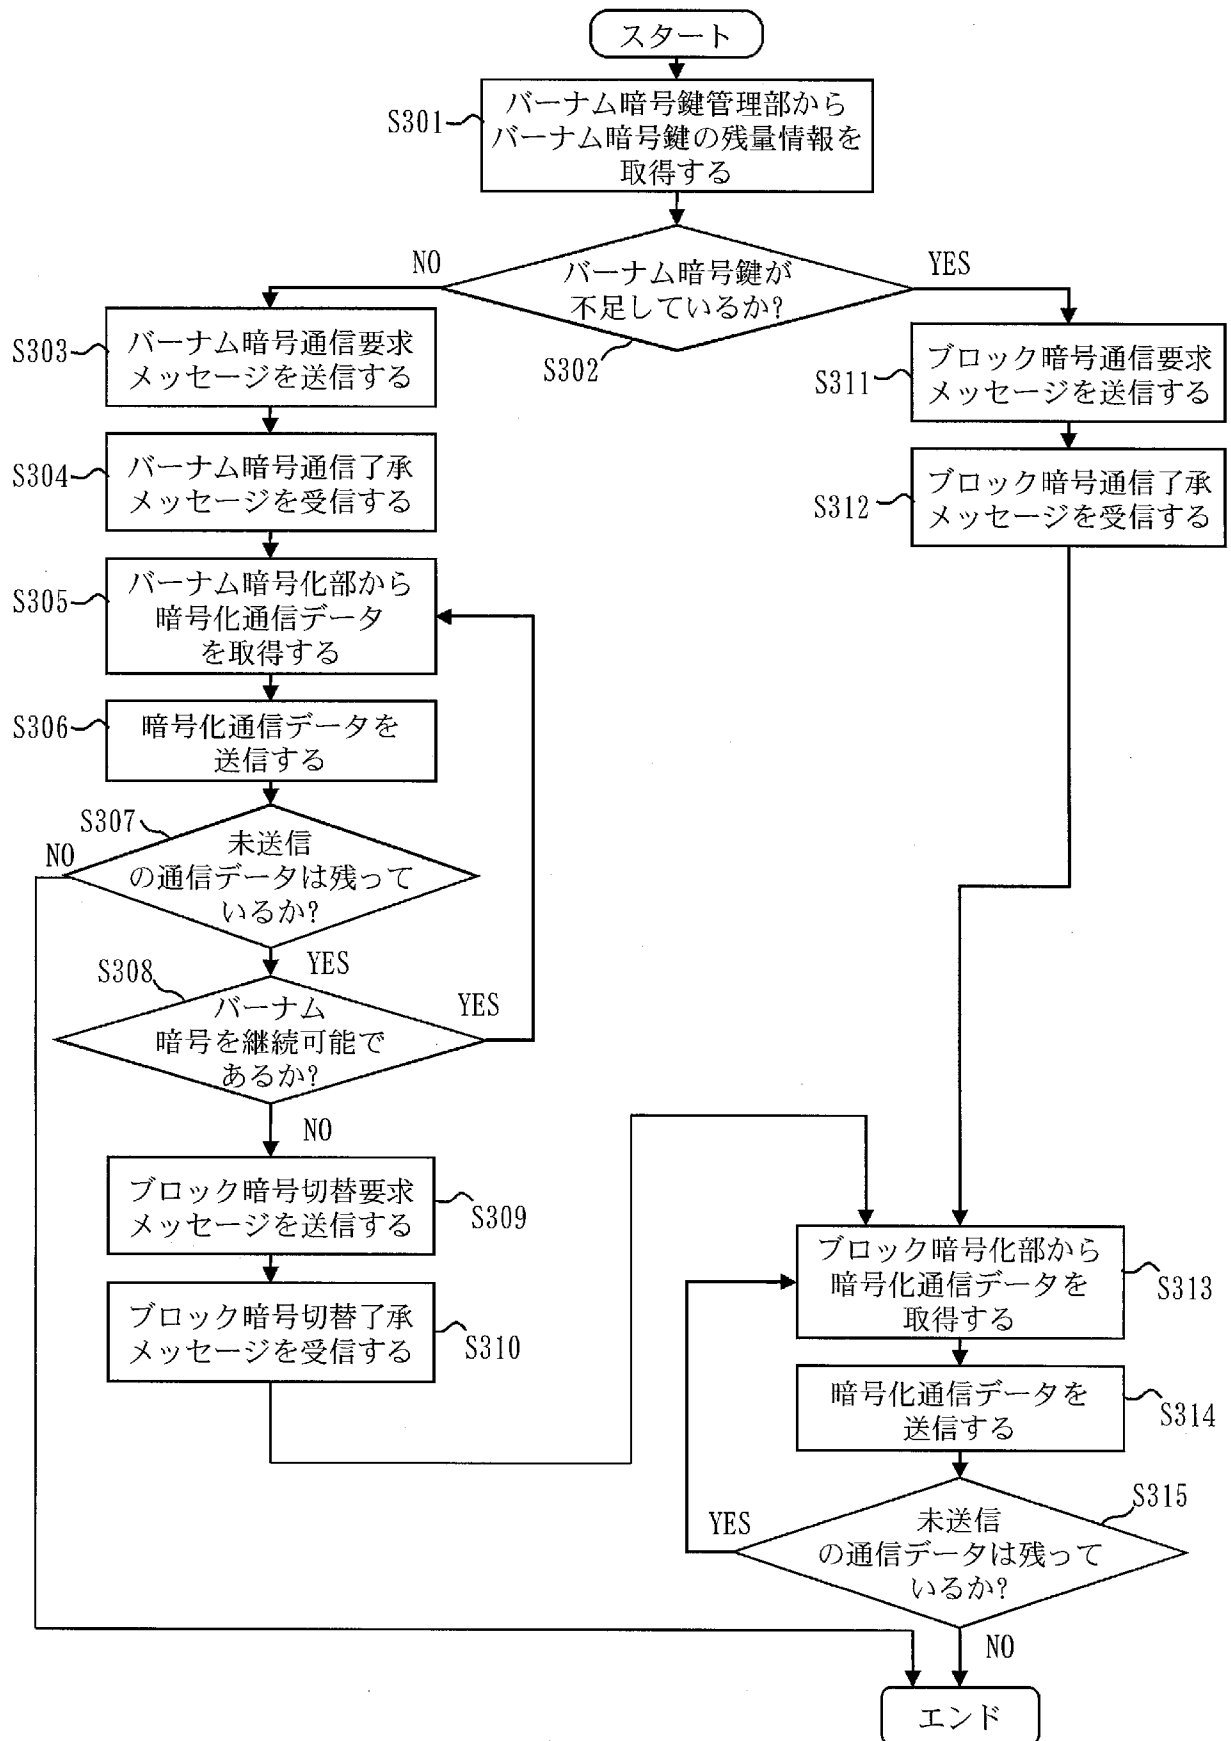 スタート
S301
バーナム暗号鍵管理部から
バーナム暗号鍵の残量情報を
取得する
NO
YES
バーナム暗号鍵が
不足しているか?
S302
S303
バーナム暗号通信要求
メッセージを送信する
S311
ブロック暗号通信要求
メッセージを送信する
S304
バーナム暗号通信了承
メッセージを受信する
S312
ブロック暗号通信了承
メッセージを受信する
S305
バーナム暗号化部から
暗号化通信データ
を取得する
S306
暗号化通信データを
送信する
S307
NO
未送信
の通信データは残って
いるか?
YES
S308
バーナム
暗号を継続可能で
あるか?
YES
NO
ブロック暗号切替要求
メッセージを送信する
S309
ブロック暗号切替了承
メッセージを受信する
S310
ブロック暗号化部から
暗号化通信データを
取得する
S313
暗号化通信データを
送信する
S314
S315
YES
未送信
の通信データは残って
いるか?
NO
エンド